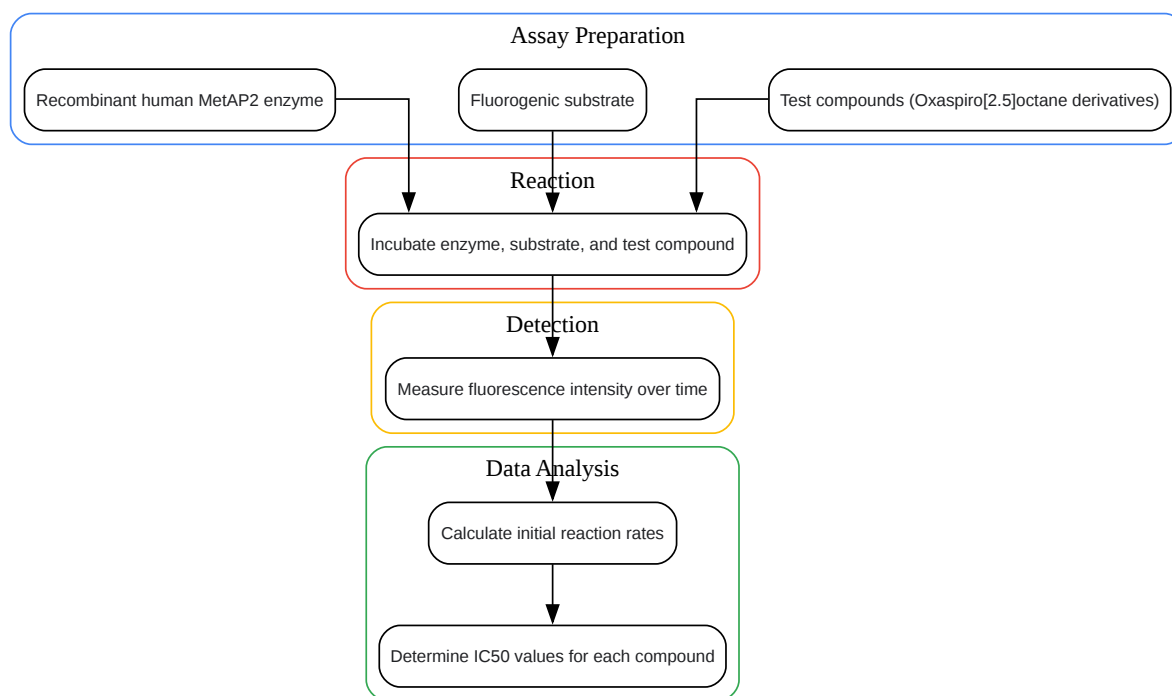 Assay Preparation
Recombinant human MetAP2 enzyme
Fluorogenic substrate
Test compounds (Oxaspiro[2.5]octane derivatives)
Reaction
Incubate enzyme, substrate, and test compound
Detection
Measure fluorescence intensity over time
Data Analysis
Calculate initial reaction rates
Determine IC50 values for each compound